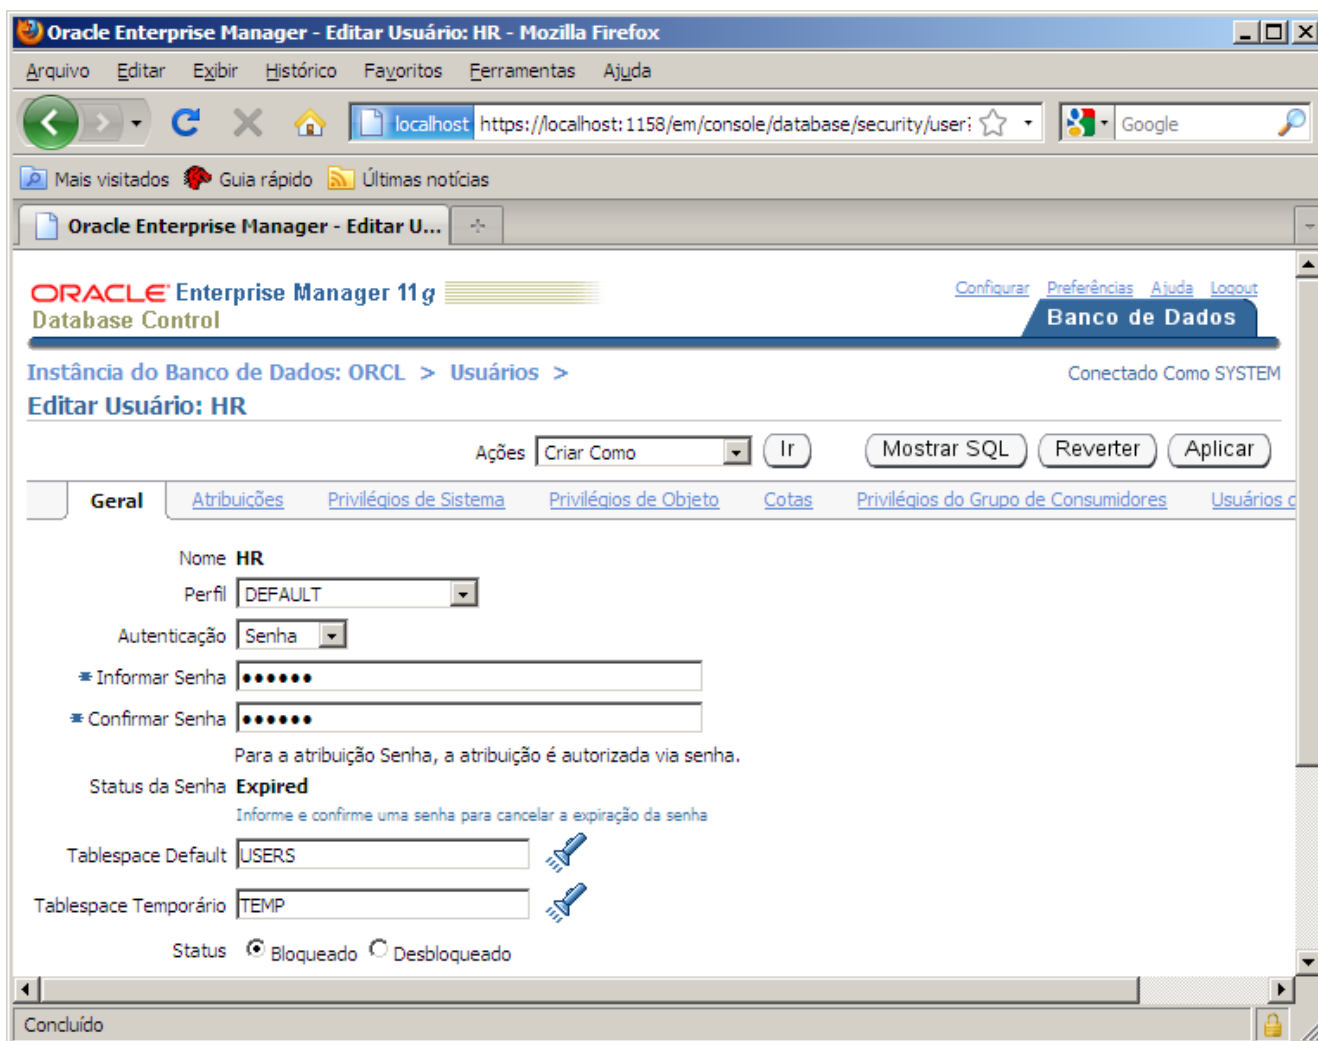 Oracle Enterprise Manager - Editar Usuário: HR - Mozilla Firefox
Arquivo Editar Exibir Histórico Favoritos Ferramentas Ajuda
localhost https://localhost:1158/em/console/database/security/user? Google
Mais visitados Guia rápido Últimas notícias
Oracle Enterprise Manager - Editar U...
ORACLE Enterprise Manager 11g
Configurar Preferências Ajuda Logout
Database Control
Banco de Dados
Instância do Banco de Dados: ORCL > Usuários >
Conectado Como SYSTEM
Editar Usuário: HR
Ações Criar Como Ir Mostrar SQL Reverter Aplicar
Geral Atribuições Privilégios de Sistema Privilégios de Objeto Cotas Privilégios do Grupo de Consumidores Usuários
Nome HR
Perfil DEFAULT
Autenticação Senha
* Informar Senha ••••••
* Confirmar Senha ••••••
Para a atribuição Senha, a atribuição é autorizada via senha.
Status da Senha Expired
Informe e confirme uma senha para cancelar a expiração da senha
Tablespace Default USERS
Tablespace Temporário TEMP
Status Bloqueado Desbloqueado
Concluído